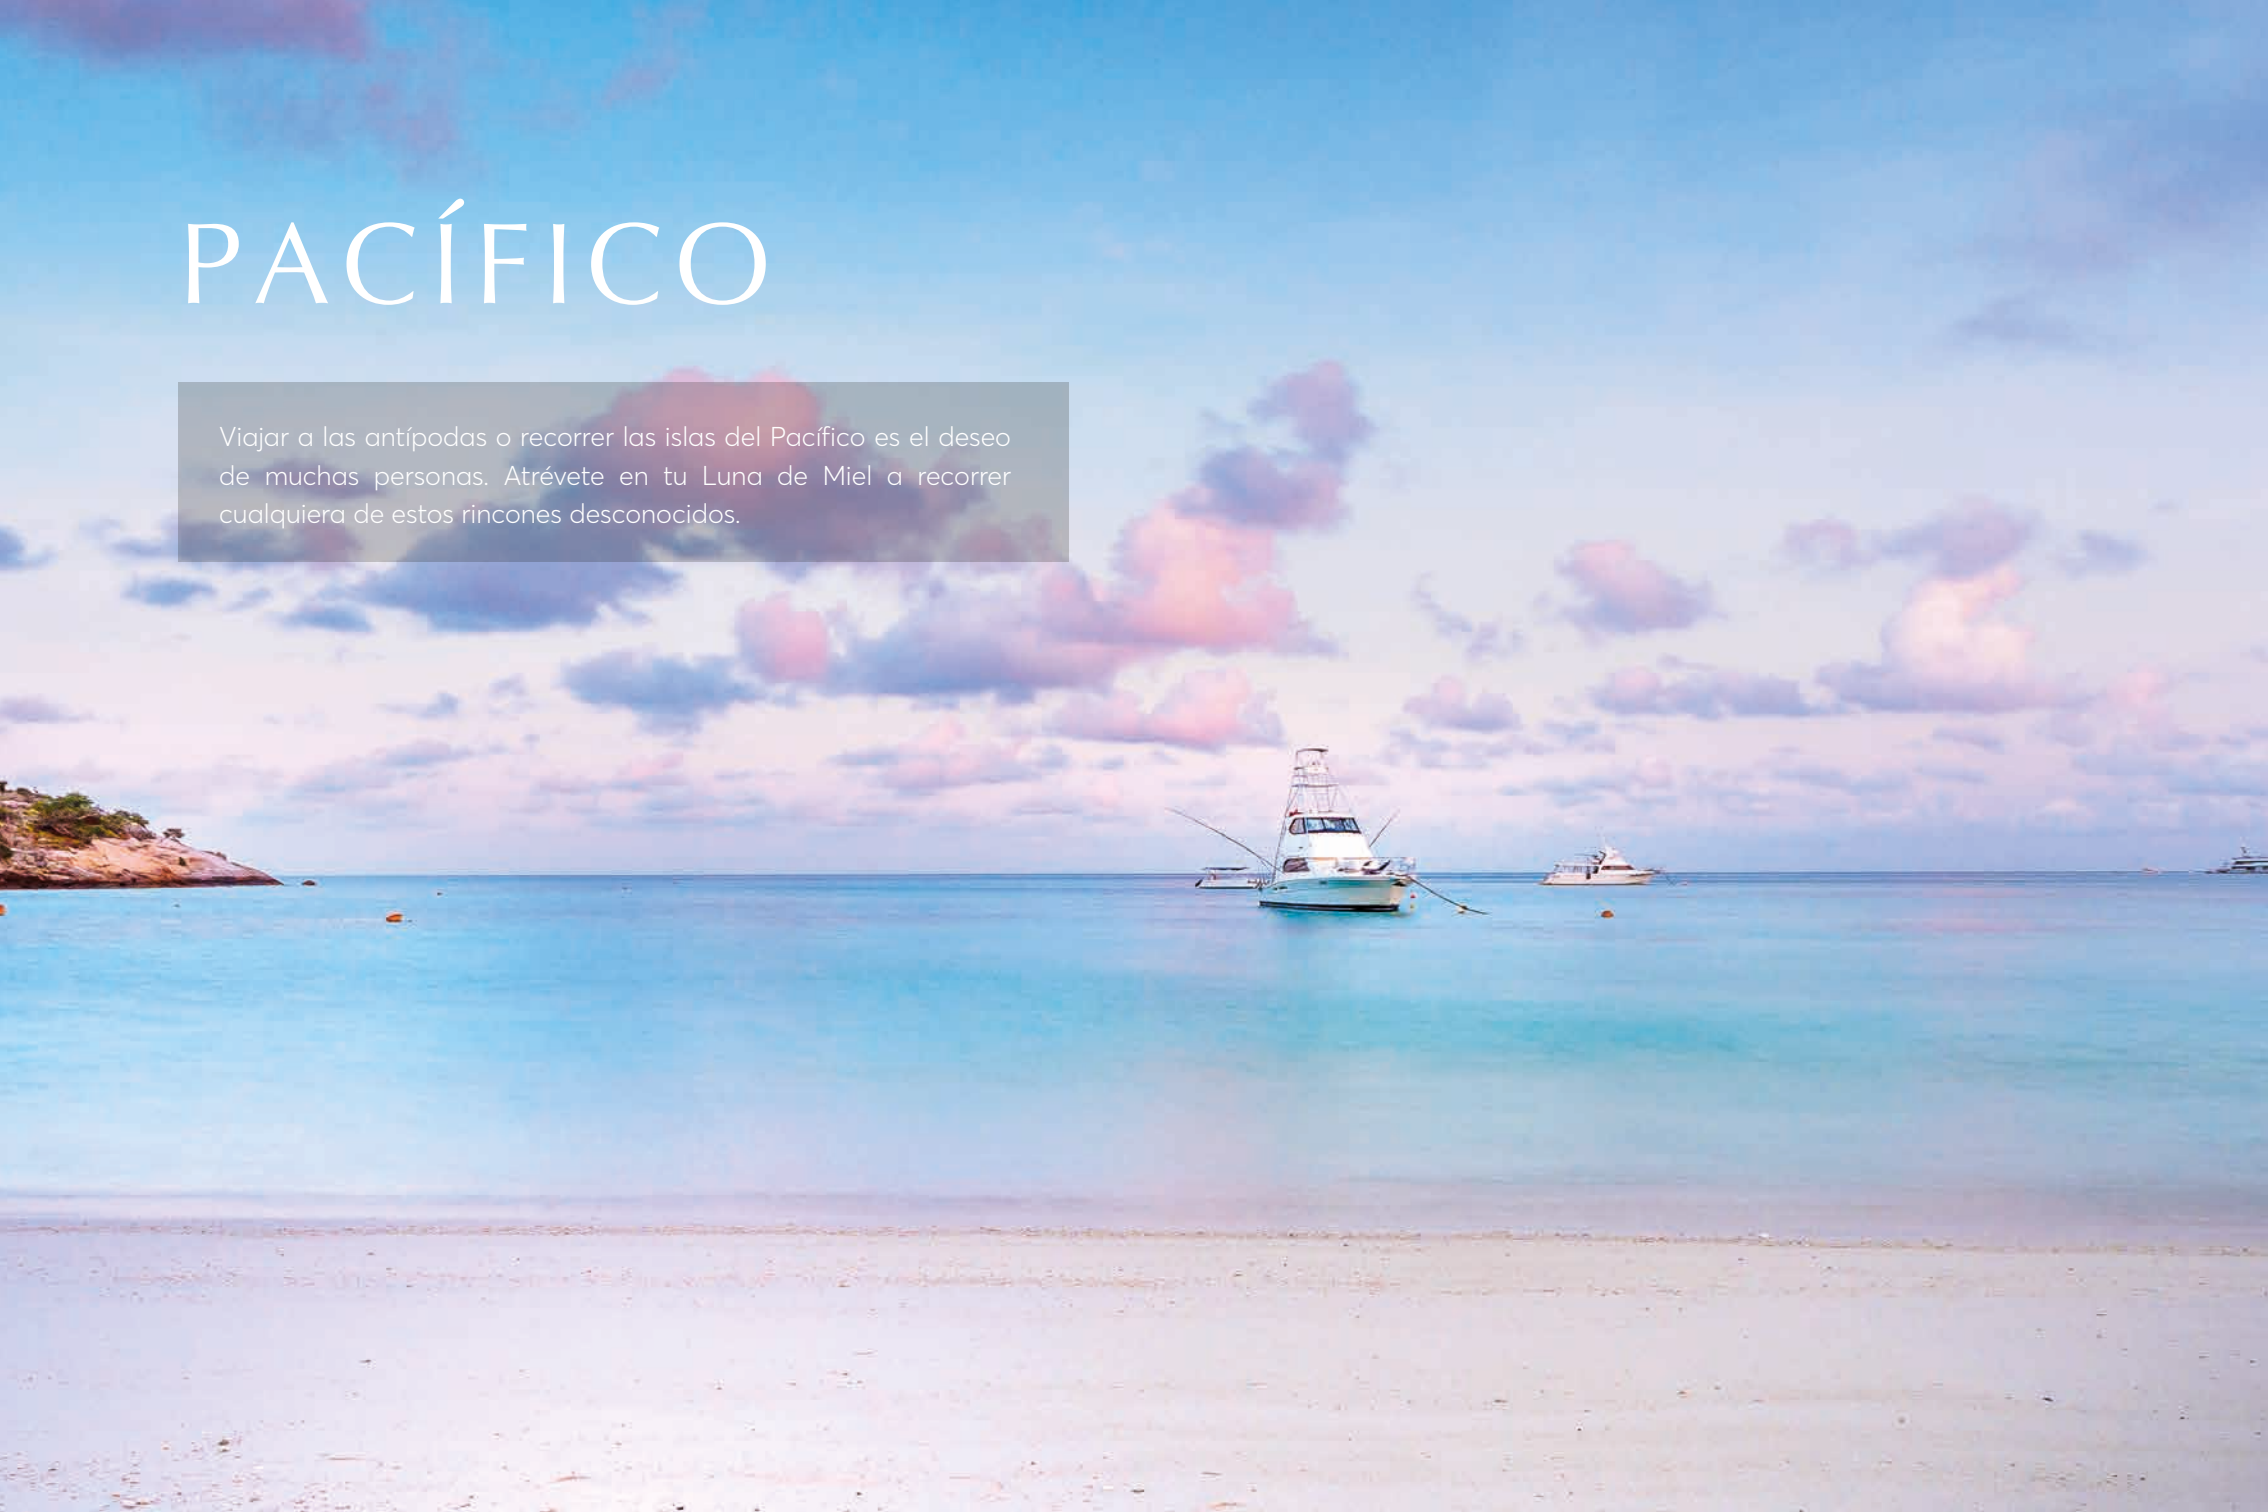 PACÍFICO
Viajar a las antípodas o recorrer las islas del Pacífico es el deseo
de muchas personas. Atrévete en tu Luna de Miel a recorrer
cualquiera de estos rincones desconocidos.